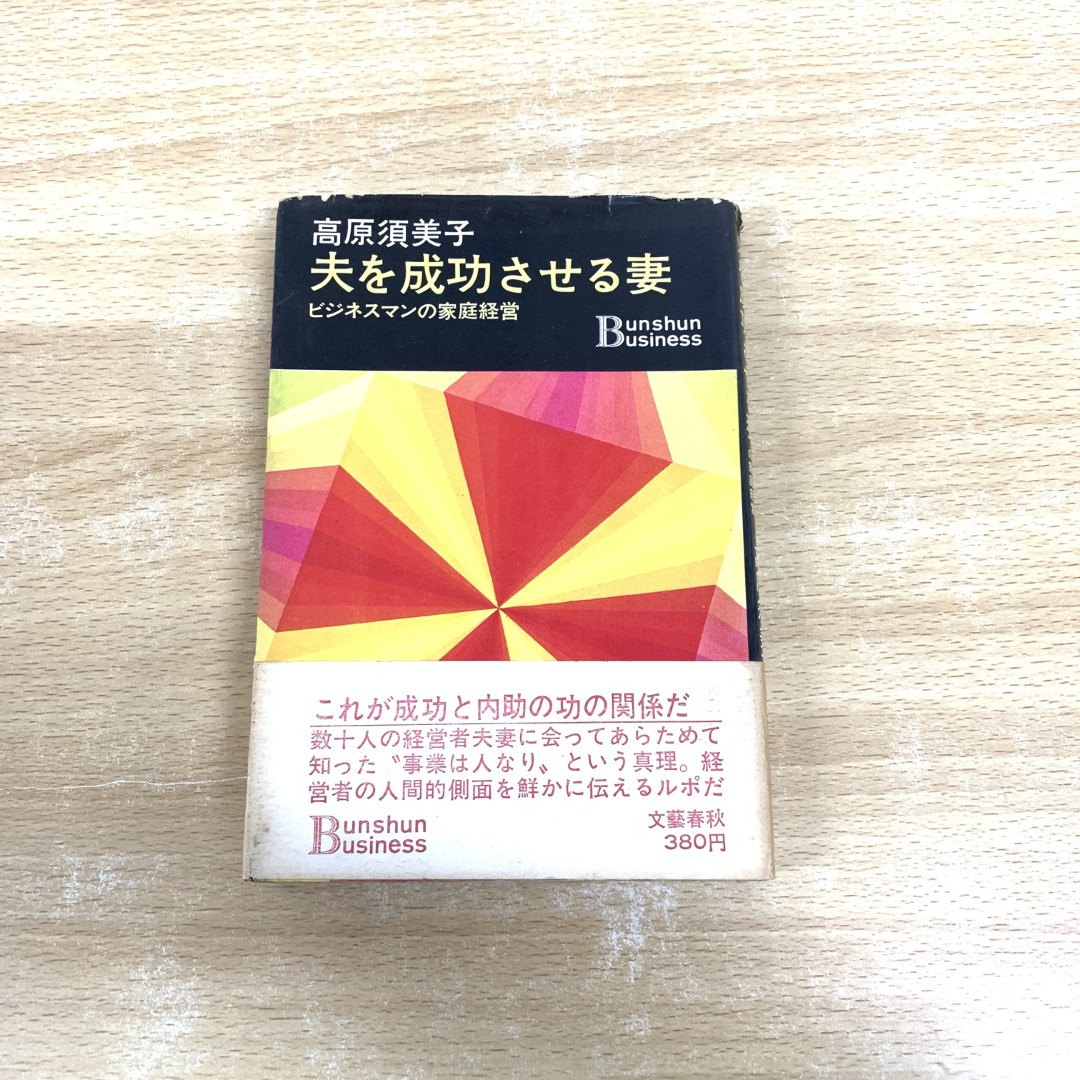 高原須美子
夫を成功させる妻
ビジネスマンの家庭経営
Bunshun
Business
これが成功と内助の功の関係だ
数十人の経営者夫妻に会ってあらためて
知った〝事業は人なり〟という真理。経
営者の人間的側面を鮮かに伝えるルポだ
Bunshun
Business
文藝春秋
380円